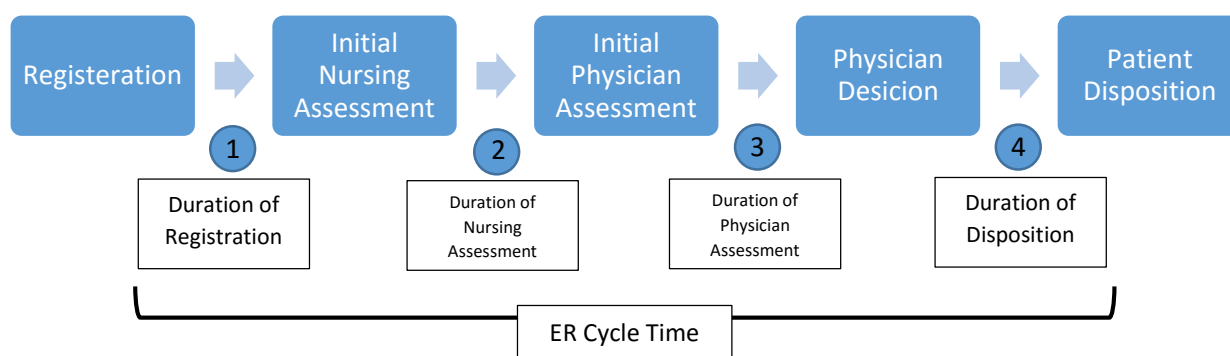 Registeration
Initial
Nursing
Assessment
Initial
Physician
Assessment
Physician
Desicion
Patient
Disposition
1
2
3
4
Duration of
Registration
Duration of
Nursing
Assessment
Duration of
Physician
Assessment
Duration of
Disposition
ER Cycle Time